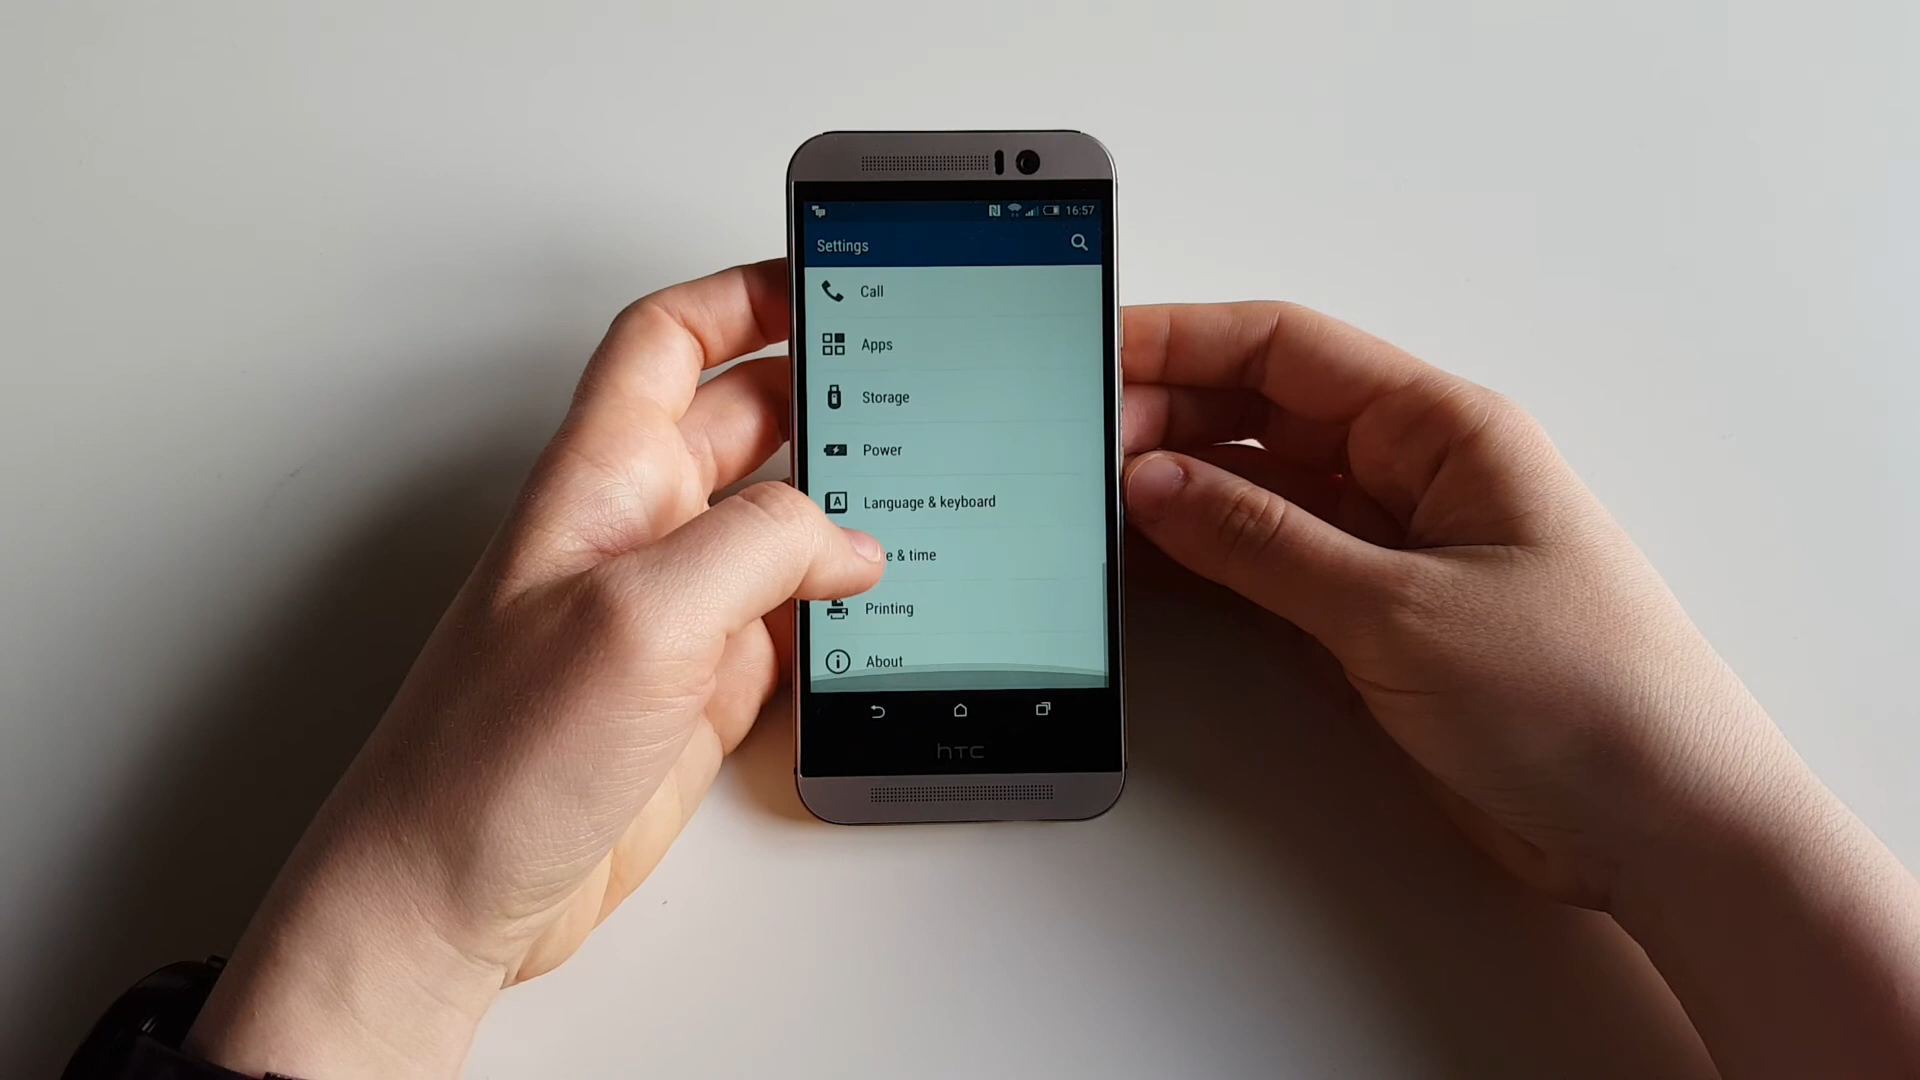 16:57
Settings
Call
Apps
Storage
Power
A Language & keyboard
e & time
Printing
i About
htc